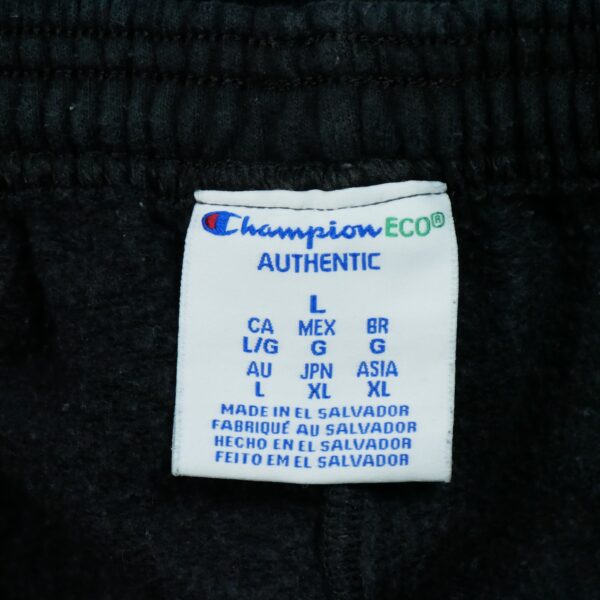 Champion ECO®
AUTHENTIC
L
CA MEX BR
L/G G G
AU JPN ASIA
L XL XL
MADE IN EL SALVADOR
FABRIQUÉ AU SALVADOR
HECHO EN EL SALVADOR
FEITO EM EL SALVADOR